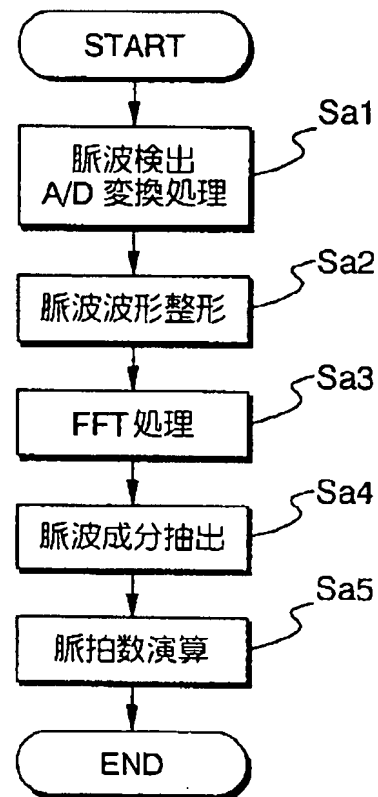 START
Sa1
脈波検出
A/D 変換処理
Sa2
脈波波形整形
Sa3
FFT 処理
Sa4
脈波成分抽出
Sa5
脈拍数演算
END